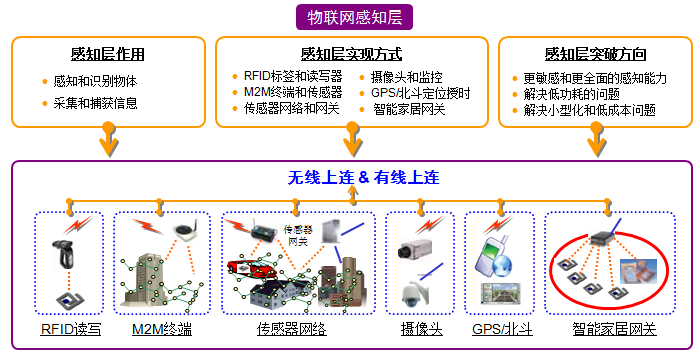 物联网感知层
感知层作用
感知和识别物体
采集和捕获信息
感知层实现方式
RFID标签和读写器
M2M终端和传感器
传感器网络和网关
摄像头和监控
GPS/北斗定位授时
智能家居网关
感知层突破方向
更敏感和更全面的感知能力
解决低功耗的问题
解决小型化和低成本问题
无线上连 & 有线上连
传感器
网关
RFID读写
M2M终端
传感器网络
摄像头
GPS/北斗
智能家居网关